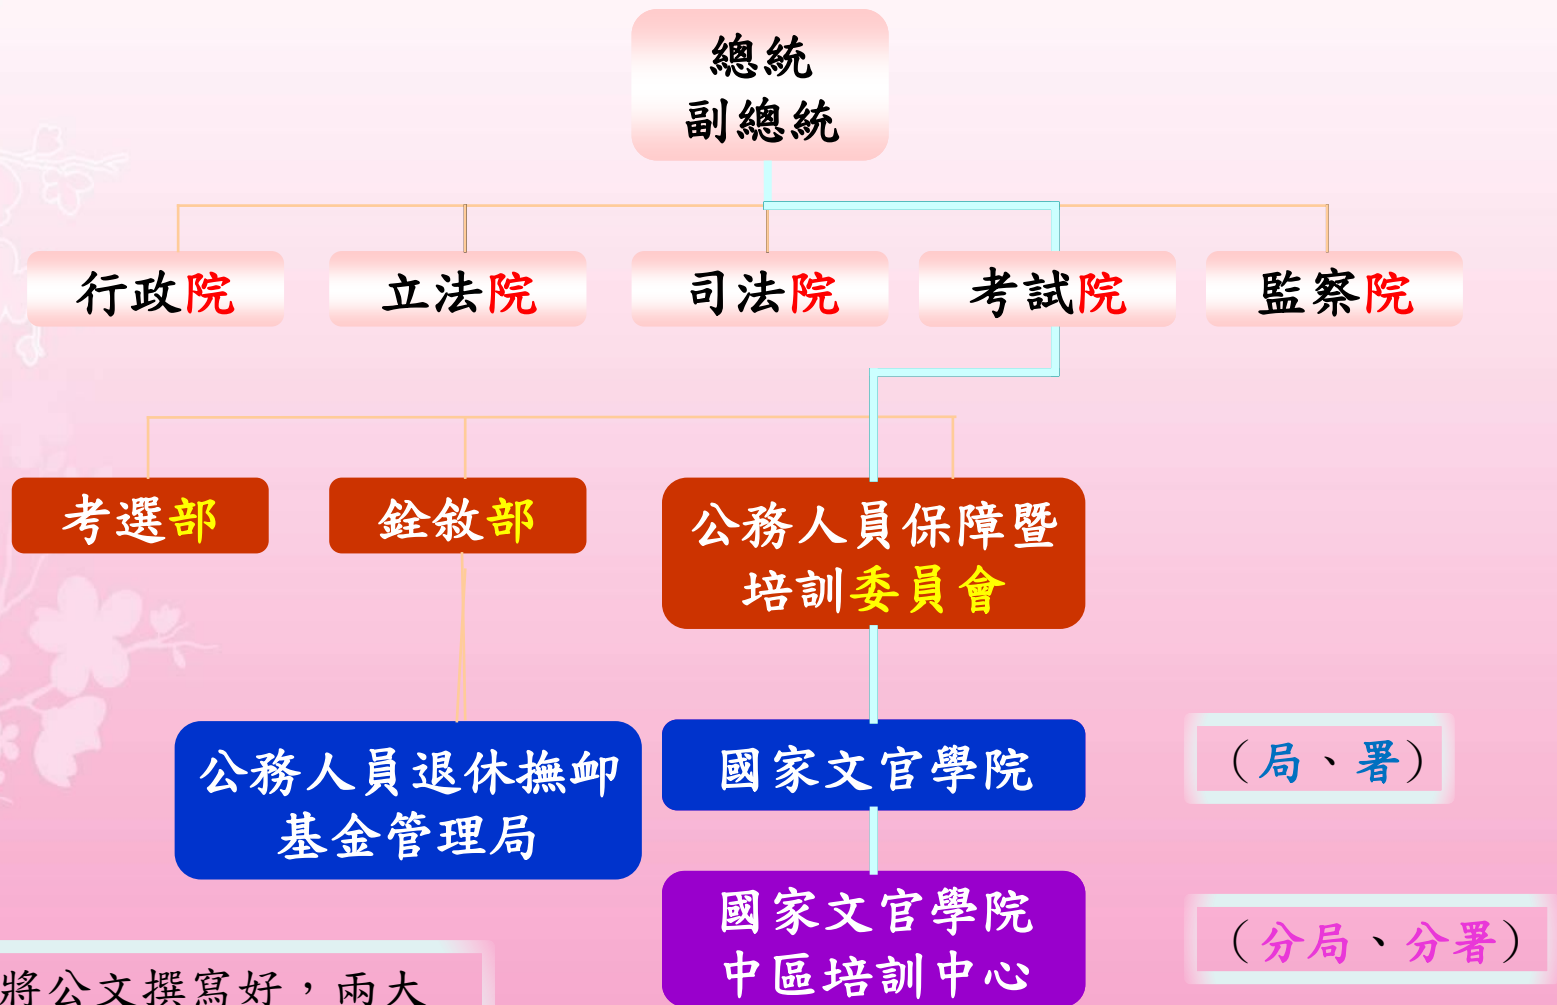 總統
副總統
行政院
立法院
司法院
考試院
監察院
考選部
銓敘部
公務人員保障暨
培訓委員會
公務人員退休撫卹
基金管理局
國家文官學院
（局、署）
國家文官學院
中區培訓中心
（分局、分署）
將公文撰寫好，兩大